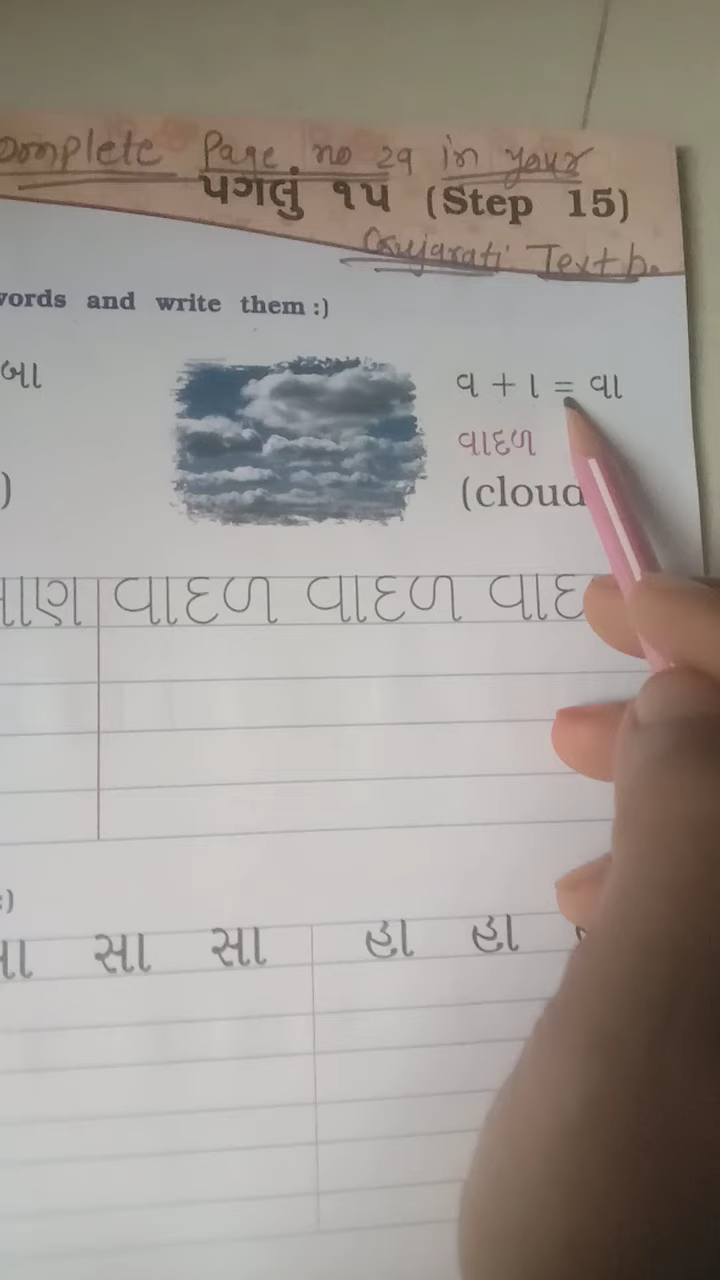 Complete Page no 29 in your
પગલું ૧૫ (Step 15)
Gujarati Textb.
words and write them :)
બા
વ + ા = વા
વાદળ
)
(cloud
માણ વાદળ વાદળ વાદ
:)
સા સા હા હા